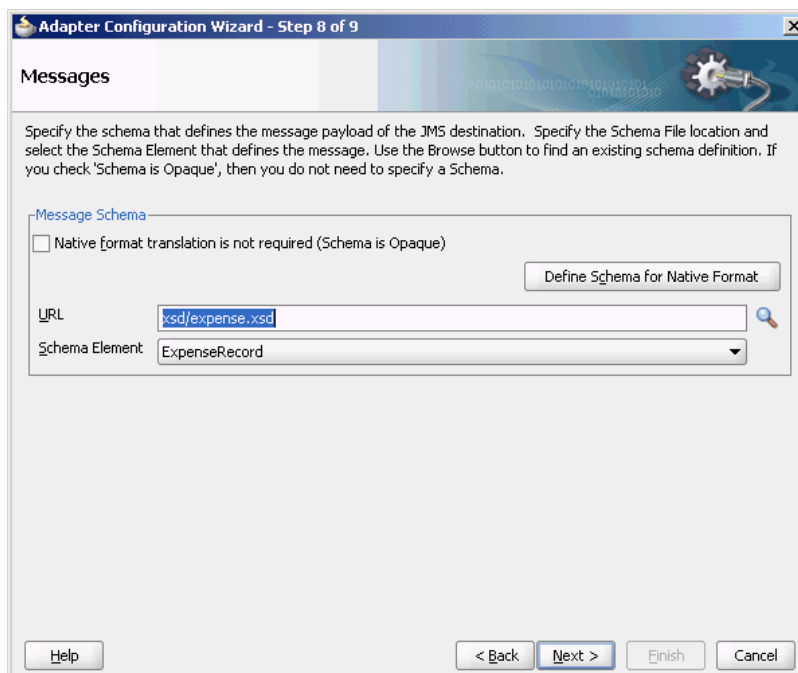 Adapter Configuration Wizard - Step 8 of 9
Messages
Specify the schema that defines the message payload of the JMS destination.  Specify the Schema File location and
select the Schema Element that defines the message. Use the Browse button to find an existing schema definition. If
you check 'Schema is Opaque', then you do not need to specify a Schema.
Message Schema
Native format translation is not required (Schema is Opaque)
Define Schema for Native Format
URL
xsd/expense.xsd
Schema Element
ExpenseRecord
Help
< Back
Next >
Finish
Cancel